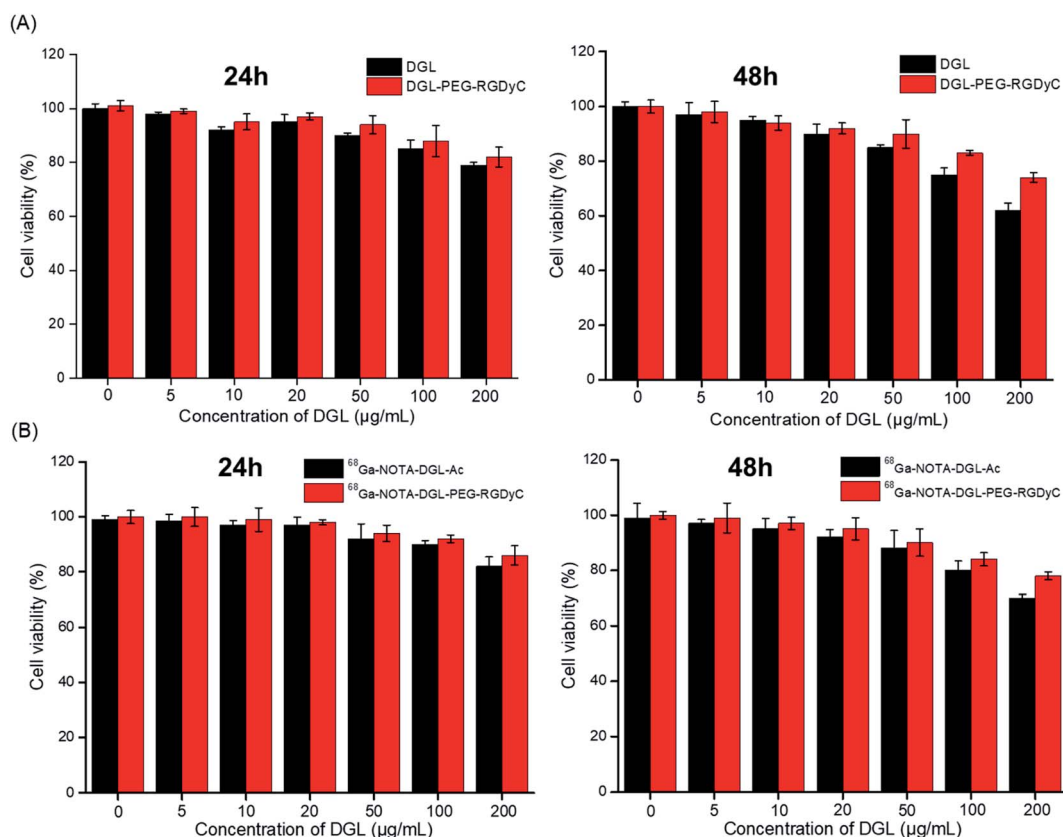 (A)
24h
DGL
DGL-PEG-RGDyC
120
100
80
60
40
20
0
Cell viability (%)
0 5 10 20 50 100 200
Concentration of DGL (µg/mL)
48h
DGL
DGL-PEG-RGDyC
120
100
80
60
40
20
0
Cell viability (%)
0 5 10 20 50 100 200
Concentration of DGL (µg/mL)
(B)
24h
⁶⁸Ga-NOTA-DGL-Ac
⁶⁸Ga-NOTA-DGL-PEG-RGDyC
120
100
80
60
40
20
0
Cell viability (%)
0 5 10 20 50 100 200
Concentration of DGL (µg/mL)
48h
⁶⁸Ga-NOTA-DGL-Ac
⁶⁸Ga-NOTA-DGL-PEG-RGDyC
120
100
80
60
40
20
0
Cell viability (%)
0 5 10 20 50 100 200
Concentration of DGL (µg/mL)